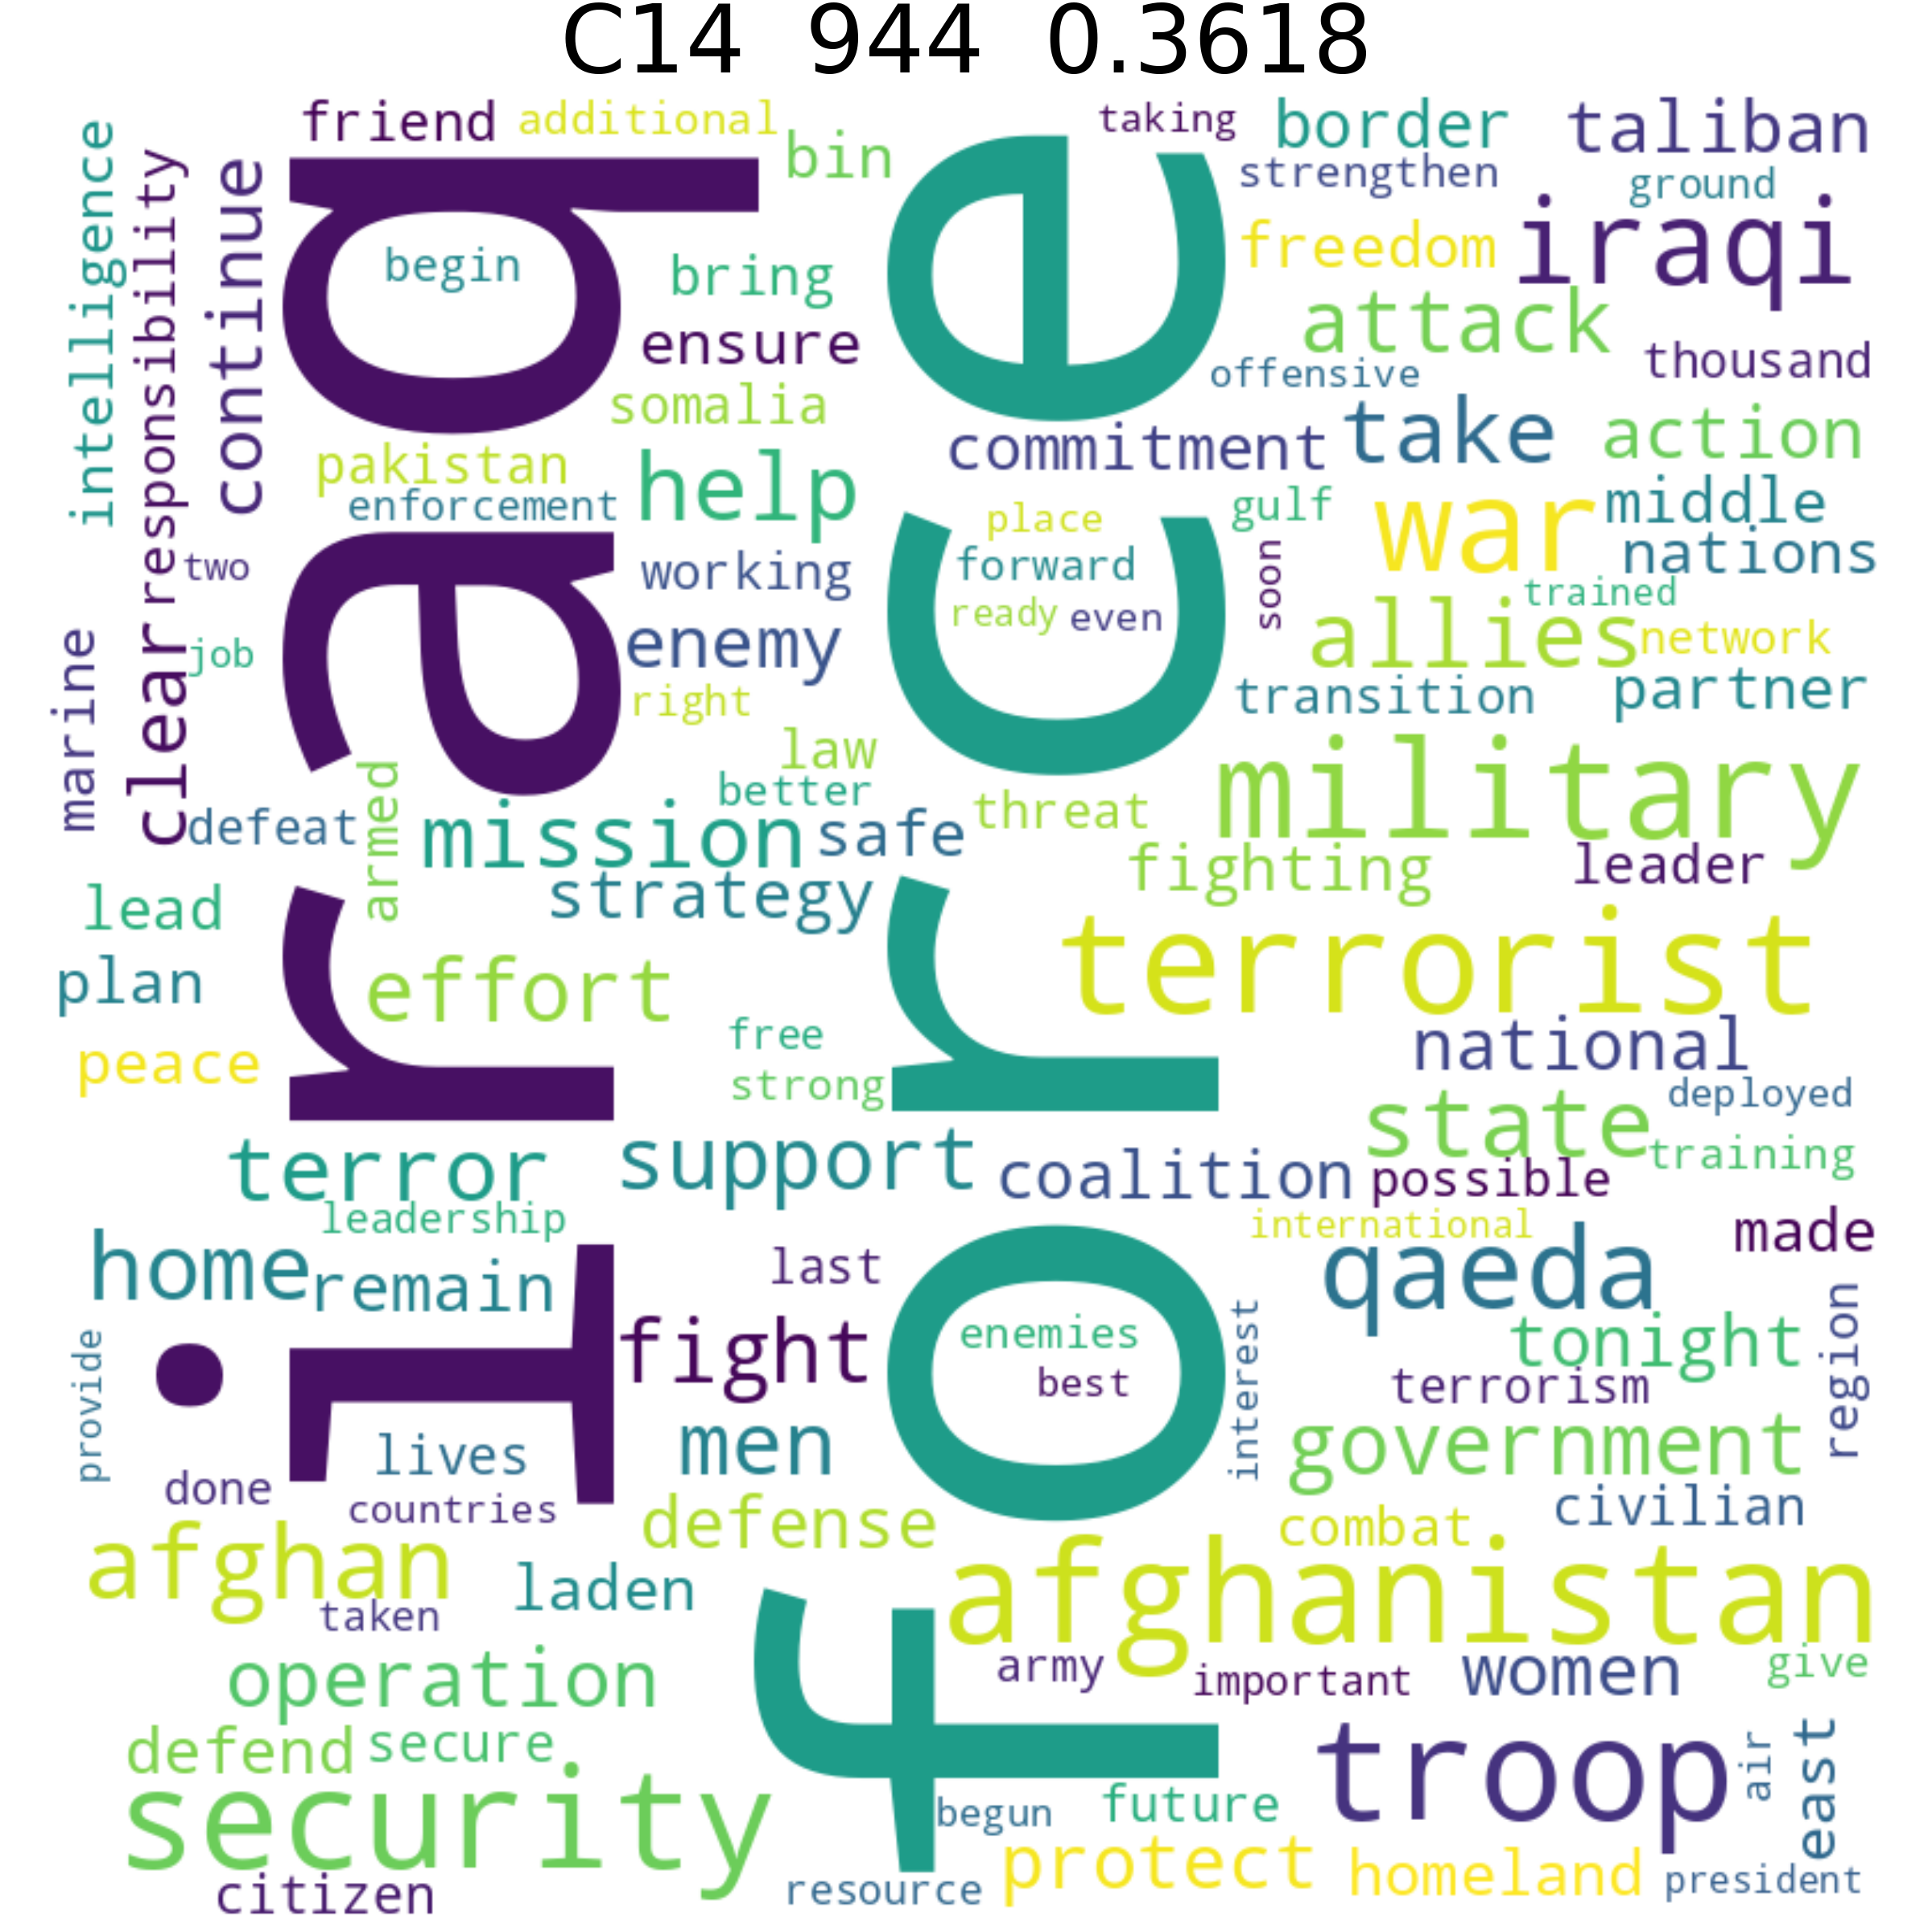 C14 944 0.3618
friend
additional
bin
taking
border
taliban
strengthen
ground
intelligence
responsibility
continue
iraq
force
begin
bring
freedom
iraqi
attack
ensure
offensive
thousand
somalia
commitment
take
action
pakistan
help
enforcement
place
gulf
war
middle
two
working
forward
soon
nations
trained
ready
even
allies
network
marine
clear
job
enemy
right
transition
partner
law
better
threat
military
defeat
armed
mission
safe
fighting
leader
lead
strategy
terrorist
plan
effort
free
national
peace
strong
deployed
state
training
terror
support
coalition
possible
leadership
international
made
home
remain
last
qaeda
region
provide
fight
enemies
best
interest
tonight
terrorism
men
government
lives
done
countries
defense
combat
civilian
afghan
laden
afghanistan
taken
operation
army
important
women
give
defend
secure
troop
air
east
security
begun
future
protect
homeland
citizen
resource
president